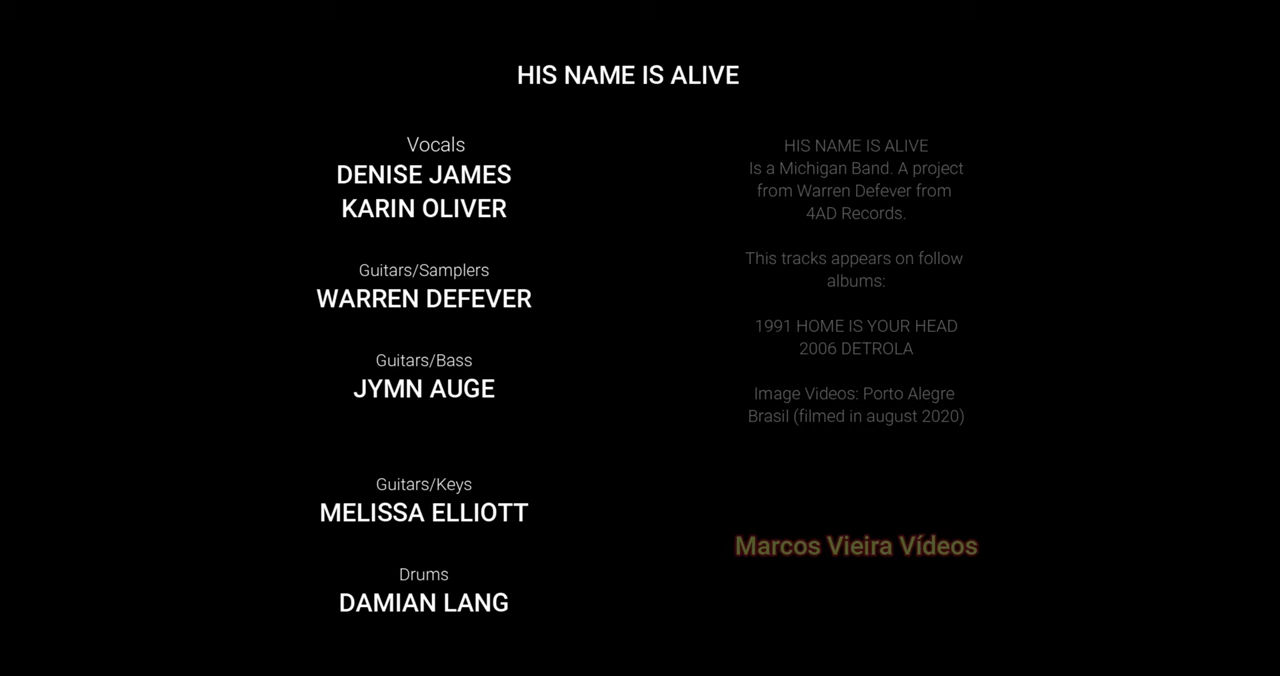 HIS NAME IS ALIVE
Vocals
DENISE JAMES
KARIN OLIVER
Guitars/Samplers
WARREN DEFEVER
Guitars/Bass
JYMN AUGE
Guitars/Keys
MELISSA ELLIOTT
Drums
DAMIAN LANG
HIS NAME IS ALIVE
Is a Michigan Band. A project
from Warren Defever from
4AD Records.
This tracks appears on follow
albums:
1991 HOME IS YOUR HEAD
2006 DETROLA
Image Videos: Porto Alegre
Brasil (filmed in august 2020)
Marcos Vieira Vídeos